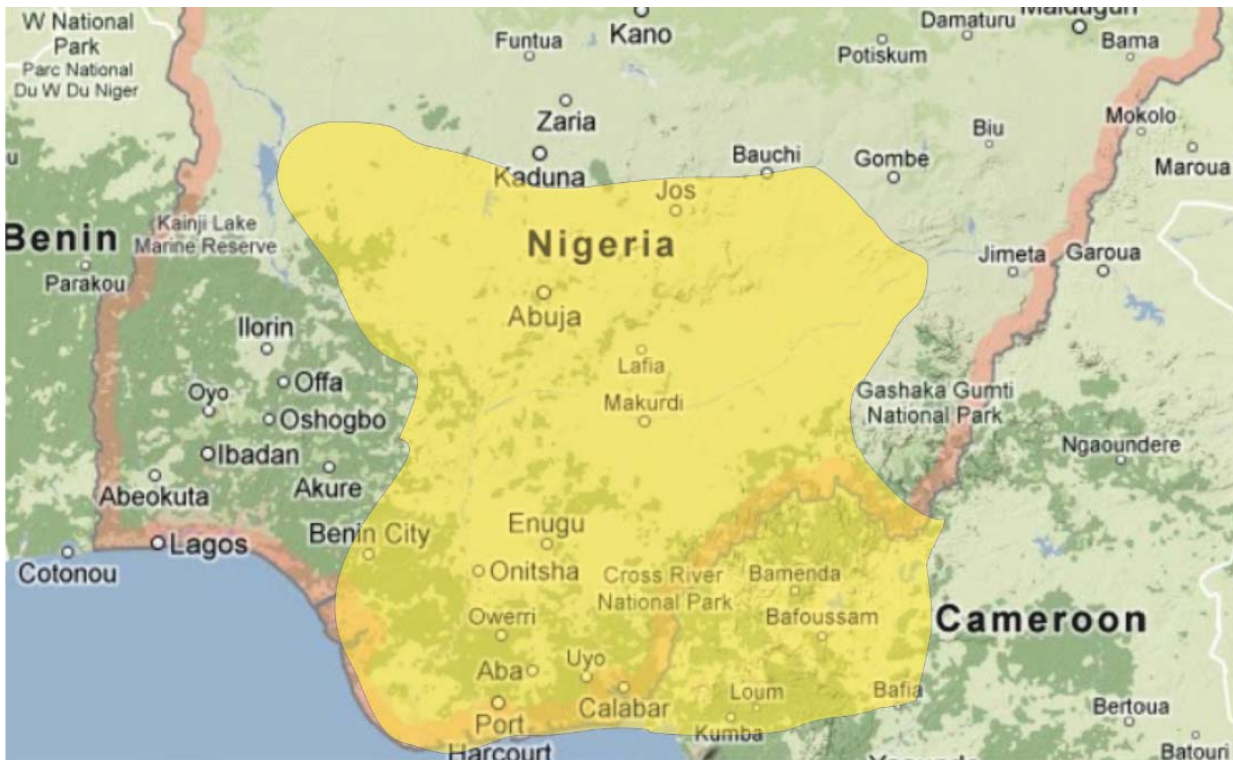 W National
Park
Parc National
Du W Du Niger
Funtua
Kano
Damaturu
Potiskum
Bama
Zaria
Mokolo
Biu
Kaduna
Bauchi
Gombe
Maroua
Jos
Benin
Kainji Lake
Marine Reserve
Nigeria
Parakou
Jimeta
Garoua
Abuja
Ilorin
Lafia
Offa
Oyo
Makurdi
Gashaka Gumti
National Park
Oshogbo
Ibadan
Ngaoundere
Akure
Abeokuta
Lagos
Benin City
Enugu
Cotonou
Onitsha
Cross River
National Park
Bamenda
Owerri
Bafoussam
Cameroon
Aba
Uyo
Loum
Bafia
Calabar
Port
Harcourt
Kumba
Bertoua
Batouri